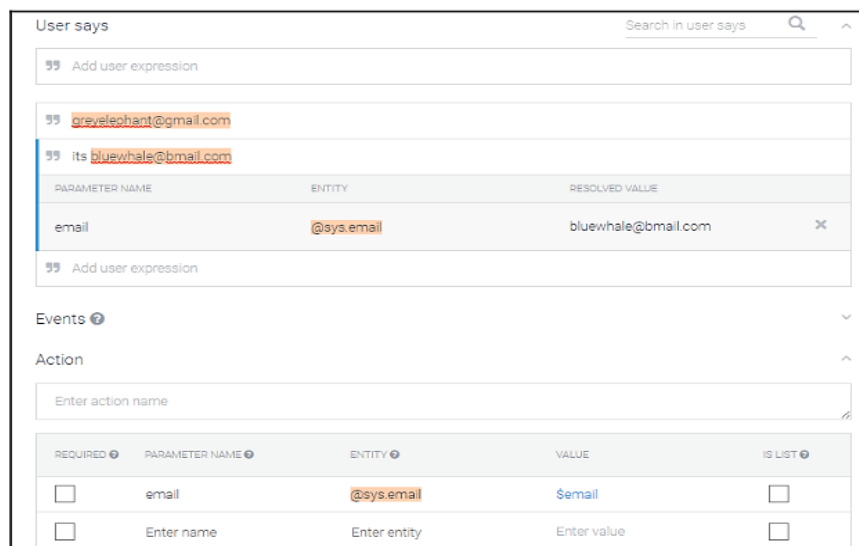 User says Search in user says
Add user expression
greyelephant@gmail.com
its bluewhale@bmail.com
PARAMETER NAME ENTITY RESOLVED VALUE
email @sys.email bluewhale@bmail.com ×
Add user expression
Events ?
Action
Enter action name
REQUIRED ? PARAMETER NAME ? ENTITY ? VALUE IS LIST ?
email @sys.email $email
Enter name Enter entity Enter value